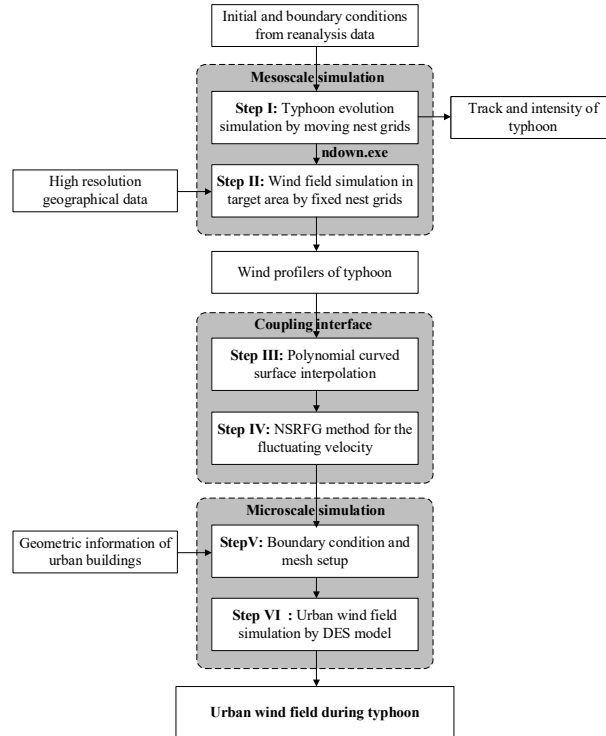 Initial and boundary conditions
from reanalysis data
Mesoscale simulation
Step I: Typhoon evolution
simulation by moving nest grids
Track and intensity of
typhoon
ndown.exe
High resolution
geographical data
Step II: Wind field simulation in
target area by fixed nest grids
Wind profilers of typhoon
Coupling interface
Step III: Polynomial curved
surface interpolation
Step IV: NSRFG method for the
fluctuating velocity
Microscale simulation
Geometric information of
urban buildings
StepV: Boundary condition and
mesh setup
Step VI : Urban wind field
simulation by DES model
Urban wind field during typhoon